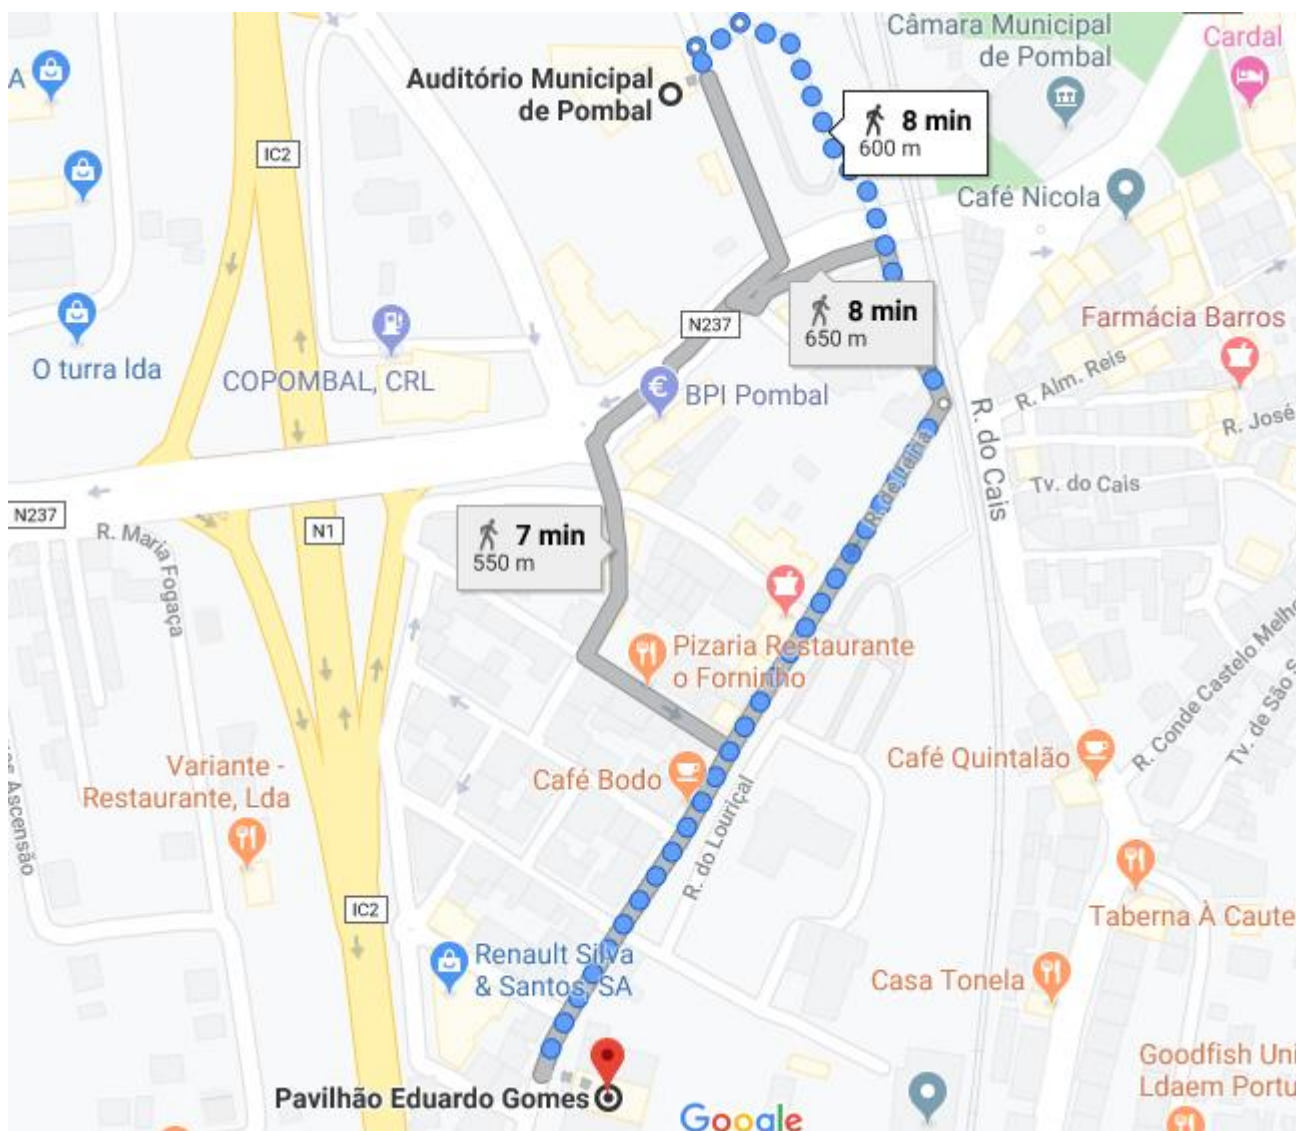 Câmara Municipal
de Pombal
Cardal
A
Auditório Municipal
de Pombal
8 min
600 m
IC2
Café Nicola
8 min
650 m
N237
Farmácia Barros
O turra lda
COPOMBAL, CRL
BPI Pombal
R. Alm. Reis
R. José
R. do Cais
R. de Leiria
Tv. do Cais
N237
N1
R. Maria Fogaça
7 min
550 m
Pizaria Restaurante
o Forninho
R. Conde Castelo Melho
Tv. de São S
Variante -
Restaurante, Lda
Café Bodo
Café Quintalão
R. do Louriçal
Ascensão
IC2
Taberna À Caute
Renault Silva
& Santos, SA
Casa Tonela
Goodfish Uni
Ldaem Portu
Pavilhão Eduardo Gomes
Google